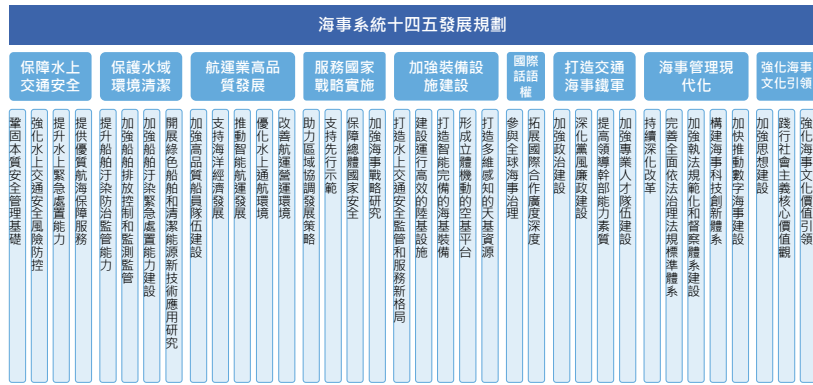 海事系統十四五發展規劃
保障水上
交通安全
保護水域
環境清潔
航運業高品
質發展
服務國家
戰略實施
加強裝備設
施建設
國際
話語
權
打造交通
海事鐵軍
海事管理現
代化
強化海事
文化引領
鞏固本質安全管理基礎
強化水上交通安全風險防控
提升水上緊急處置能力
提供優質航海保障服務
提升船舶汙染防治監管能力
加強船舶排放控制和監測監管
加強船舶汙染緊急處置能力建設
開展綠色船舶和清潔能源新技術應用研究
加強高品質船員隊伍建設
支持海洋經濟發展
推動智能航運發展
優化水上通航環境
改善航運營運環境
助力區域協調發展策略
支持先行示範
保障總體國家安全
加強海事戰略研究
打造水上交通安全監管和服務新格局
建設運行高效的陸基設施
打造智能完備的海基裝備
形成立體機動的空基平台
打造多維感知的天基資源
參與全球海事治理
拓展國際合作廣度深度
加強政治建設
深化黨風廉政建設
提高領導幹部能力素質
加強專業人才隊伍建設
持續深化改革
完善全面依法治理法規標準體系
加強執法規範化和督察體系建設
構建海事科技創新體系
加快推動數字海事建設
加強思想建設
踐行社會主義核心價值觀
強化海事文化價值引領